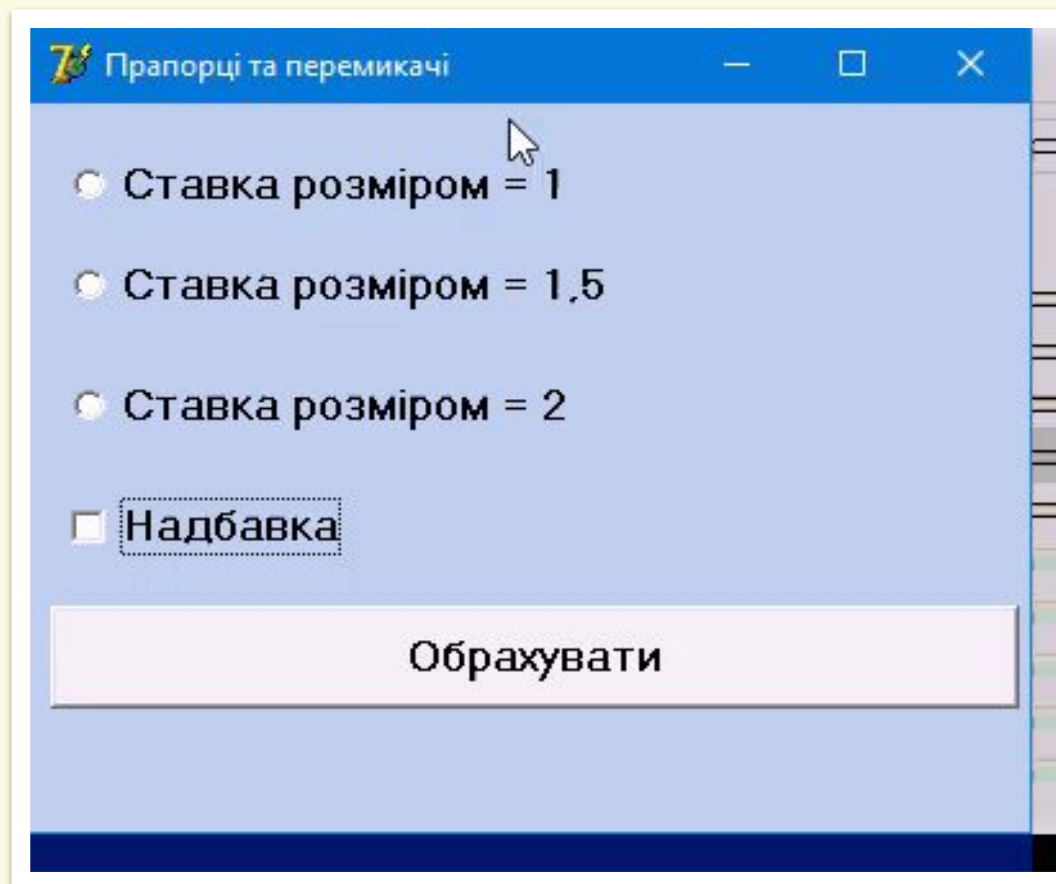 Прапорці та перемикачі
Ставка розміром = 1
Ставка розміром = 1,5
Ставка розміром = 2
Надбавка
Обрахувати